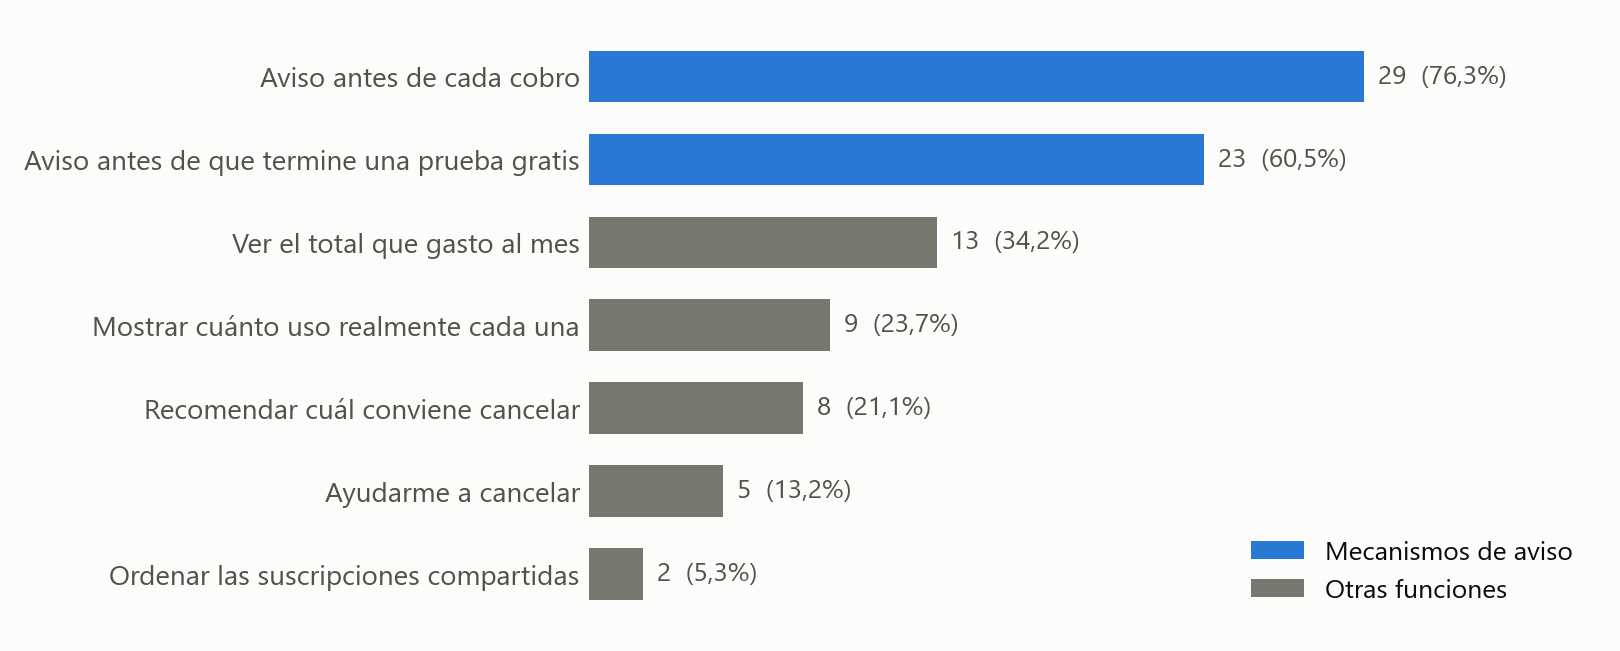 Aviso antes de cada cobro 29 (76,3%)
Aviso antes de que termine una prueba gratis 23 (60,5%)
Ver el total que gasto al mes 13 (34,2%)
Mostrar cuánto uso realmente cada una 9 (23,7%)
Recomendar cuál conviene cancelar 8 (21,1%)
Ayudarme a cancelar 5 (13,2%)
Ordenar las suscripciones compartidas 2 (5,3%)
Mecanismos de aviso
Otras funciones